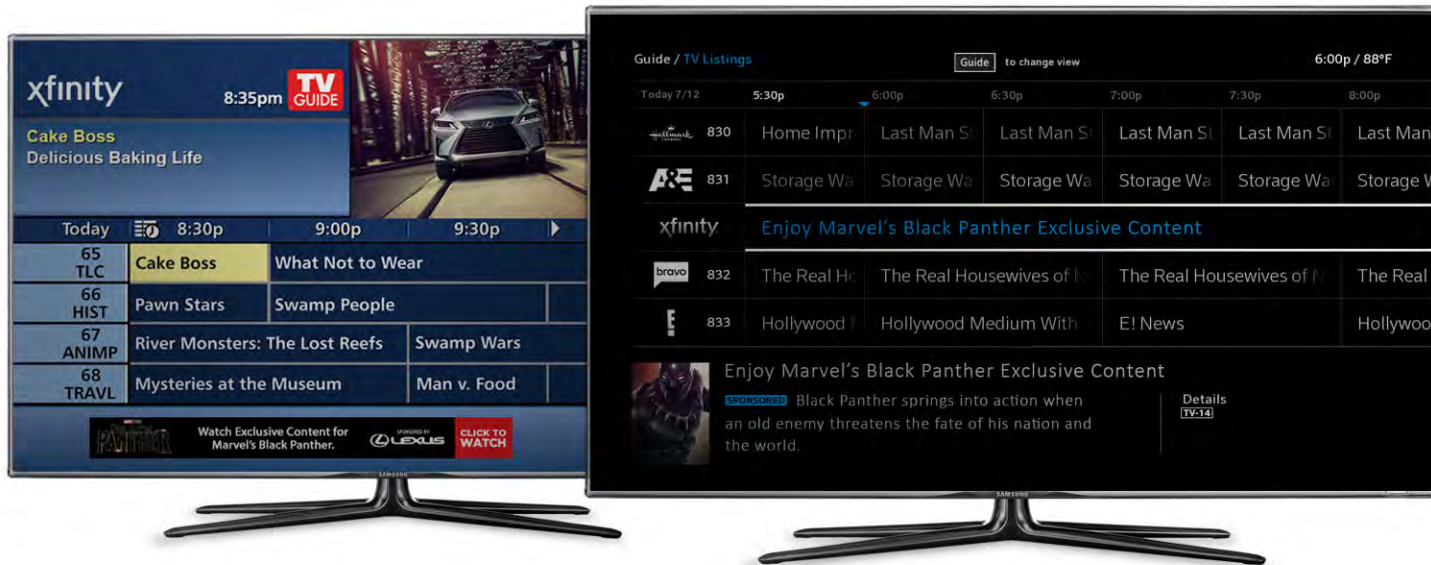 xfinity
8:35pm
TV
GUIDE
Cake Boss
Delicious Baking Life
Today 8:30p 9:00p 9:30p
65
TLC
Cake Boss What Not to Wear
66
HIST
Pawn Stars Swamp People
67
ANIMP
River Monsters: The Lost Reefs Swamp Wars
68
TRAVL
Mysteries at the Museum Man v. Food
PANTHER
Watch Exclusive Content for
Marvel's Black Panther.
SPONSORED BY
LEXUS
CLICK TO
WATCH
SAMSUNG
Guide / TV Listings
Guide to change view
6:00p / 88°F
Today 7/12 5:30p 6:00p 6:30p 7:00p 7:30p 8:00p
Hallmark
CHANNEL
830 Home Impr Last Man St Last Man St Last Man St Last Man St Last Man
A&E 831 Storage Wa Storage Wa Storage Wa Storage Wa Storage Wa Storage W
xfinity Enjoy Marvel's Black Panther Exclusive Content
bravo 832 The Real Ho The Real Housewives of N The Real Housewives of N The Real
E! 833 Hollywood Hollywood Medium With E! News Hollywoo
Enjoy Marvel's Black Panther Exclusive Content
SPONSORED Black Panther springs into action when
an old enemy threatens the fate of his nation and
the world.
Details
TV-14
SAMSUNG